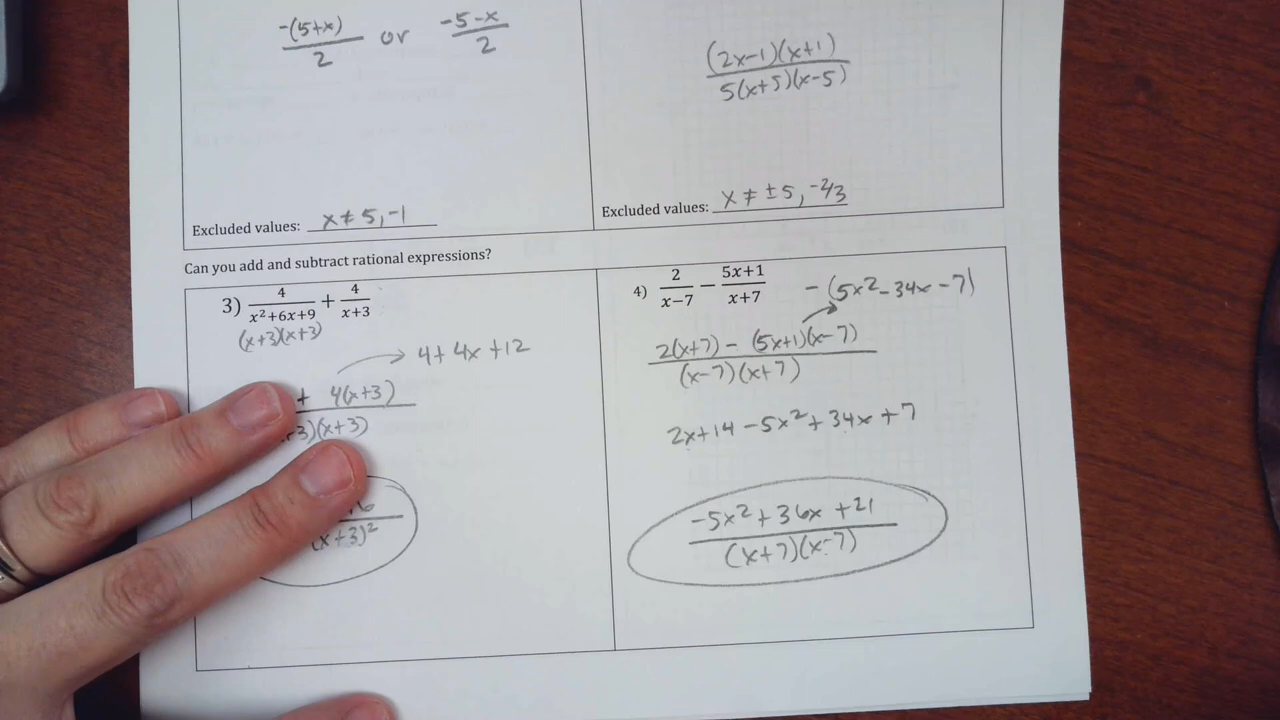 -(5+x)/2 or -5-x/2
(2x-1)(x+1)
5(x+5)(x-5)
Excluded values: x ≠ 5, -1
Excluded values: x ≠ ±5, -2/3
Can you add and subtract rational expressions?
3) 4/(x²+6x+9) + 4/(x+3)
(x+3)(x+3)
4 + 4x + 12
+ 4(x+3)
3)(x+3)
(x+3)²
4) 2/(x-7) - (5x+1)/(x+7)
-(5x²-34x-7)
2(x+7) - (5x+1)(x-7)
(x-7)(x+7)
2x+14-5x²+34x+7
-5x²+36x+21
(x+7)(x-7)